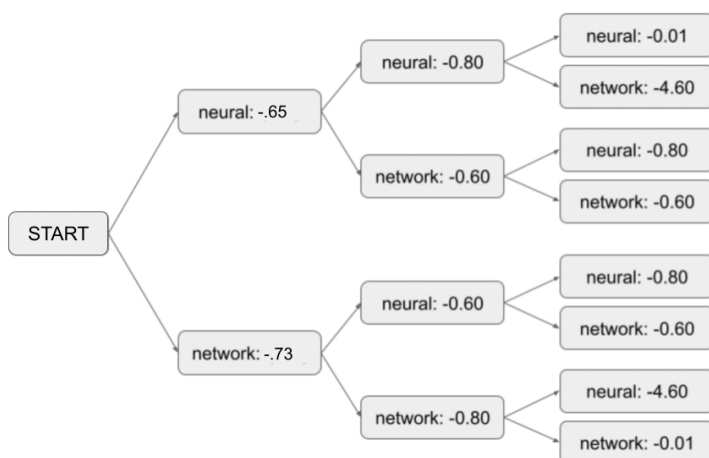 neural: -0.01
neural: -0.80
network: -4.60
neural: -.65
neural: -0.80
network: -0.60
network: -0.60
START
neural: -0.80
neural: -0.60
network: -0.60
network: -.73
neural: -4.60
network: -0.80
network: -0.01